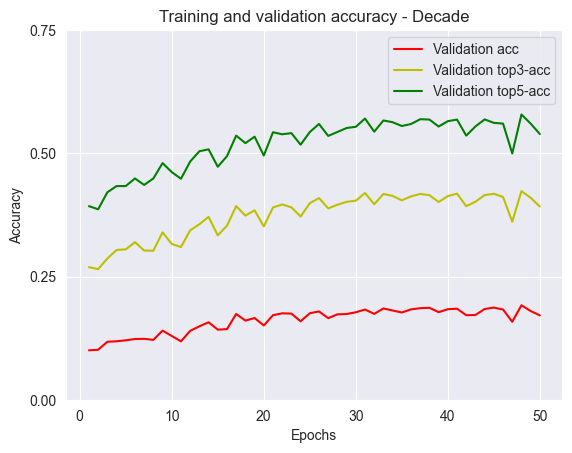 Training and validation accuracy - Decade
Validation acc
Validation top3-acc
Validation top5-acc
0.75
0.50
0.25
0.00
Accuracy
0
10
20
30
40
50
Epochs